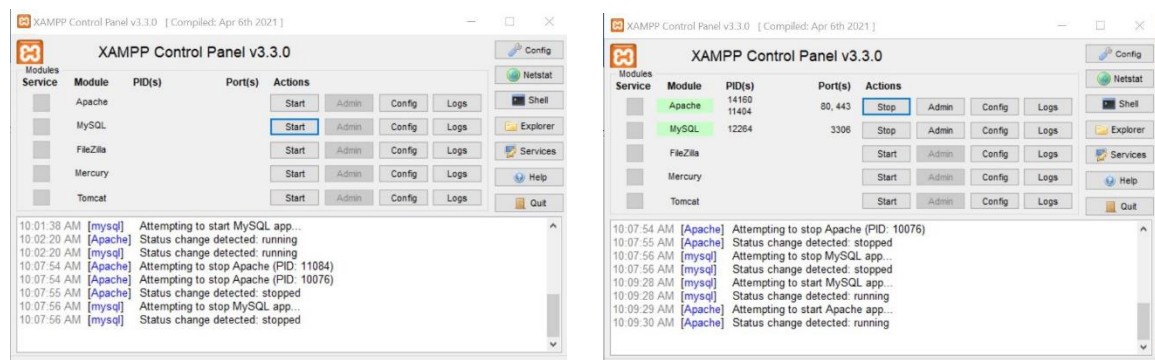 XAMPP Control Panel v3.3.0 [ Compiled: Apr 6th 2021 ]
XAMPP Control Panel v3.3.0
Config
Modules
Service Module PID(s) Port(s) Actions
Netstat
Apache Start Admin Config Logs
Shell
MySQL Start Admin Config Logs
Explorer
FileZilla Start Admin Config Logs
Services
Mercury Start Admin Config Logs
Help
Tomcat Start Admin Config Logs
Quit
10:01:38 AM [mysql] Attempting to start MySQL app...
10:02:20 AM [Apache] Status change detected: running
10:02:20 AM [mysql] Status change detected: running
10:07:54 AM [Apache] Attempting to stop Apache (PID: 11084)
10:07:54 AM [Apache] Attempting to stop Apache (PID: 10076)
10:07:55 AM [Apache] Status change detected: stopped
10:07:56 AM [mysql] Attempting to stop MySQL app...
10:07:56 AM [mysql] Status change detected: stopped
XAMPP Control Panel v3.3.0 [ Compiled: Apr 6th 2021 ]
XAMPP Control Panel v3.3.0
Config
Modules
Service Module PID(s) Port(s) Actions
Netstat
Apache 14160 11404 80, 443 Stop Admin Config Logs
Shell
MySQL 12264 3306 Stop Admin Config Logs
Explorer
FileZilla Start Admin Config Logs
Services
Mercury Start Admin Config Logs
Help
Tomcat Start Admin Config Logs
Quit
10:07:54 AM [Apache] Attempting to stop Apache (PID: 10076)
10:07:55 AM [Apache] Status change detected: stopped
10:07:56 AM [mysql] Attempting to stop MySQL app...
10:07:56 AM [mysql] Status change detected: stopped
10:09:28 AM [mysql] Attempting to start MySQL app...
10:09:28 AM [mysql] Status change detected: running
10:09:29 AM [Apache] Attempting to start Apache app...
10:09:30 AM [Apache] Status change detected: running